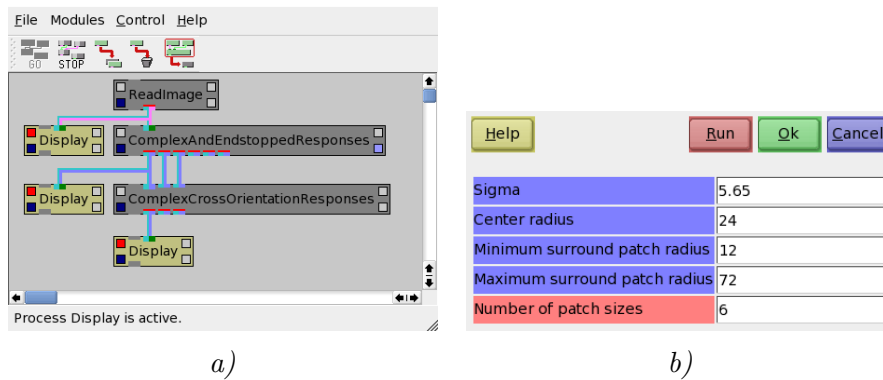 File Modules Control Help
GO STOP
ReadImage
Display ComplexAndEndstoppedResponses
Display ComplexCrossOrientationResponses
Display
Process Display is active.
a)
Help Run Ok Cancel
Sigma 5.65
Center radius 24
Minimum surround patch radius 12
Maximum surround patch radius 72
Number of patch sizes 6
b)